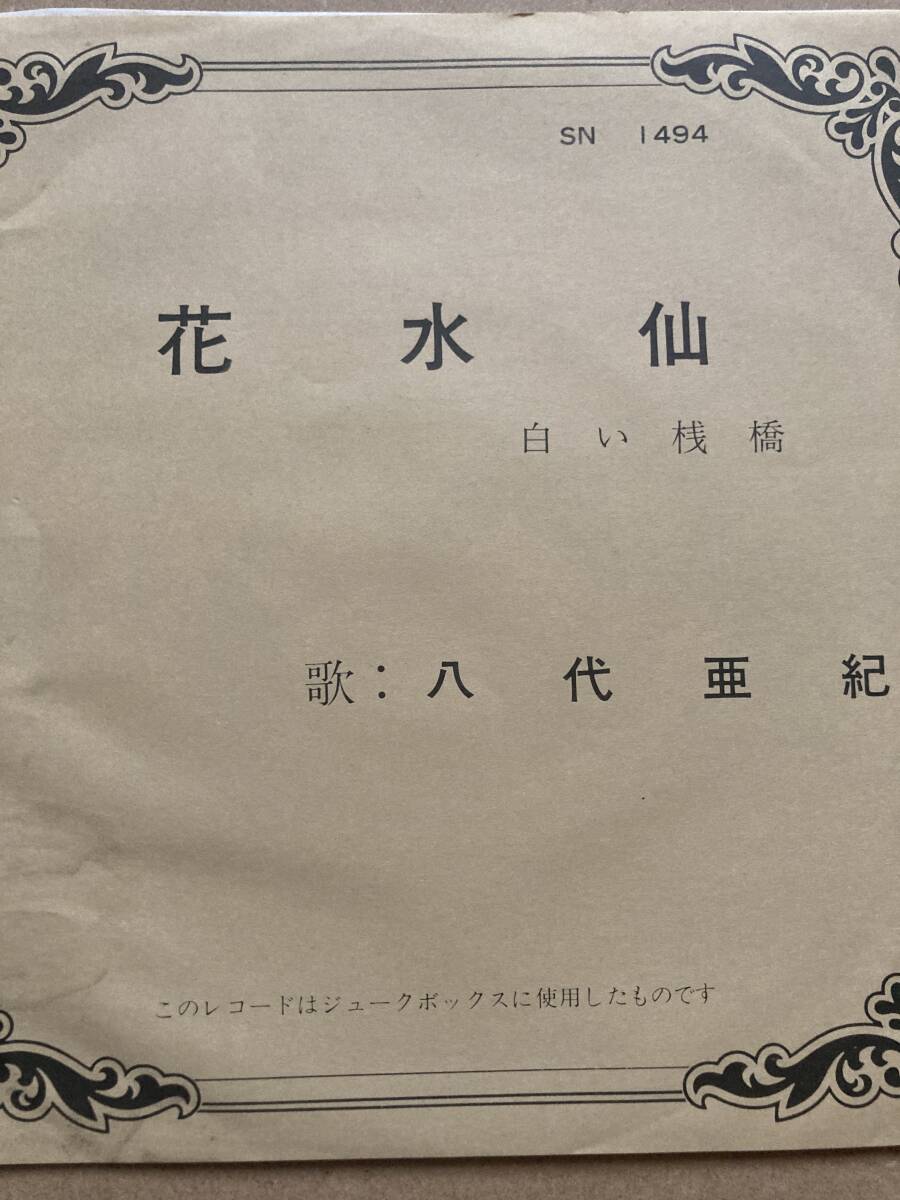 SN 1494
花水仙
白い桟橋
歌：八代亜紀
このレコードはジュークボックスに使用したものです